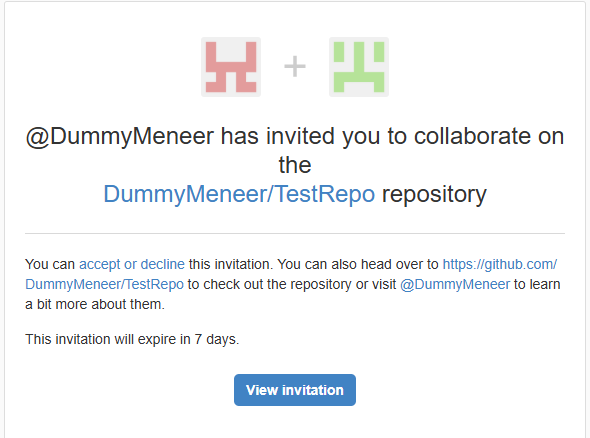 @DummyMeneer has invited you to collaborate on
the
DummyMeneer/TestRepo repository
You can accept or decline this invitation. You can also head over to https://github.com/
DummyMeneer/TestRepo to check out the repository or visit @DummyMeneer to learn
a bit more about them.
This invitation will expire in 7 days.
View invitation